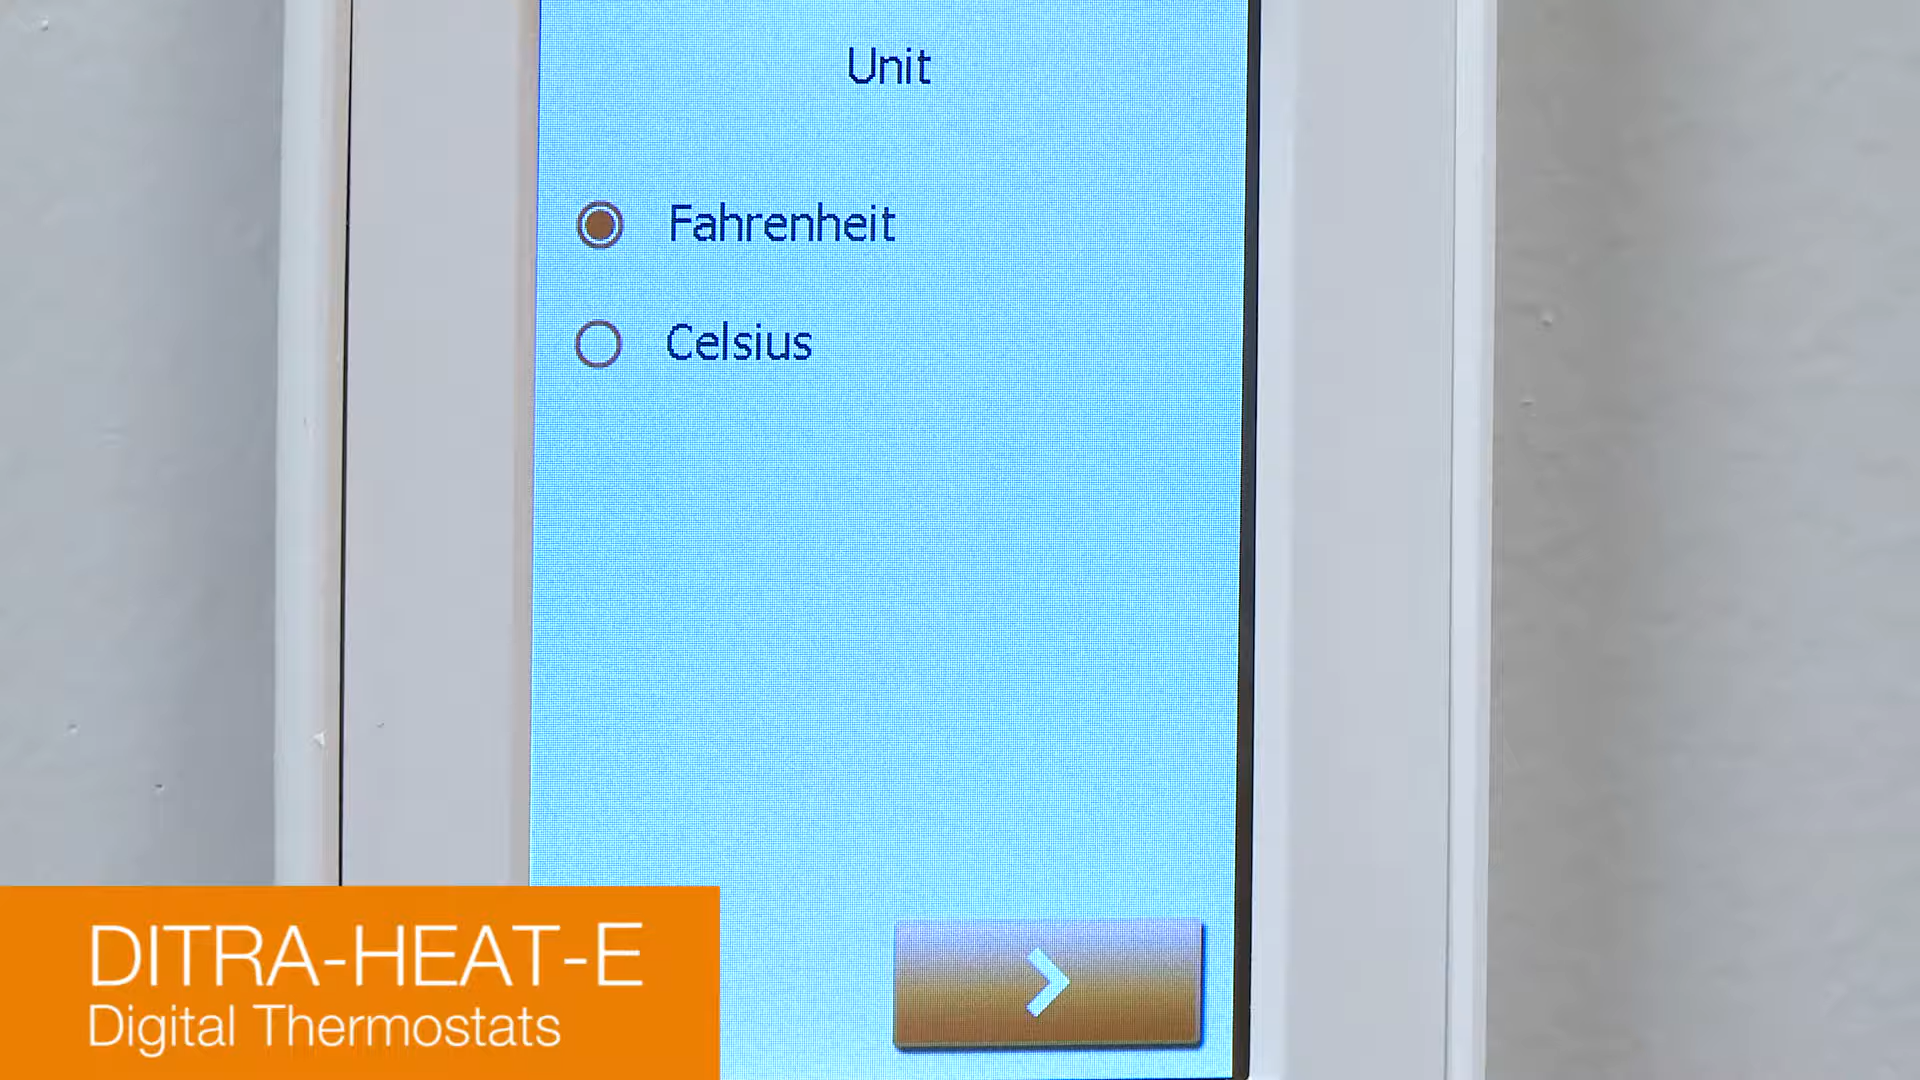 Unit
Fahrenheit
Celsius
DITRA-HEAT-E
Digital Thermostats